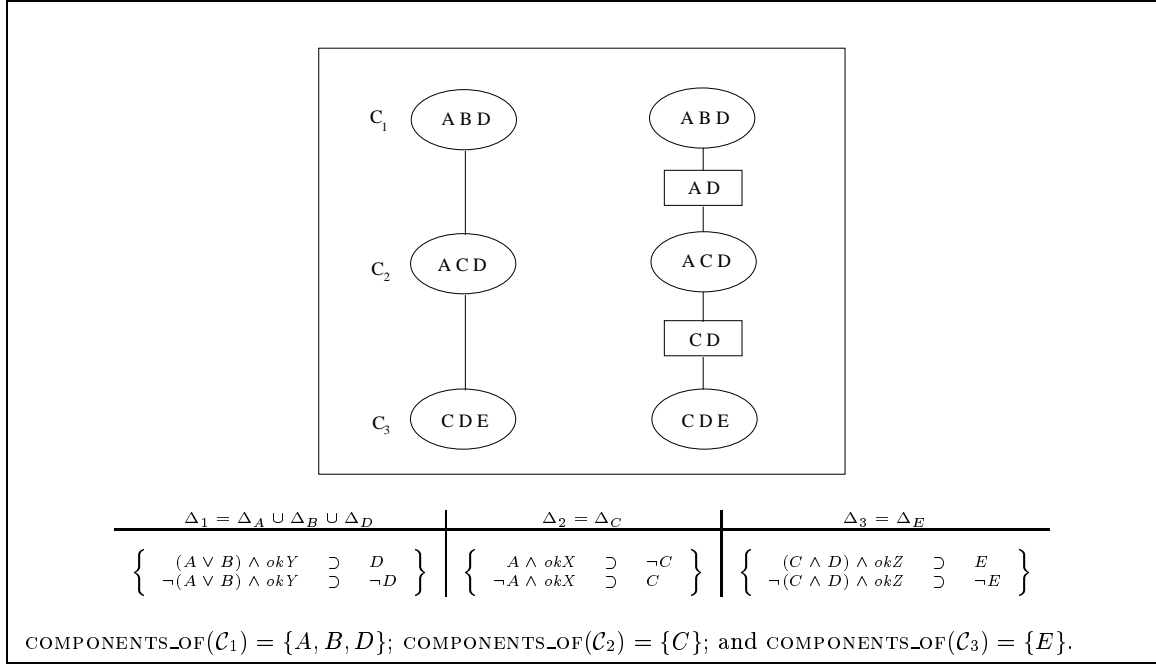 C1 A B D A B D
A D
C2 A C D A C D
C D
C3 C D E C D E
Δ1 = ΔA ∪ ΔB ∪ ΔD Δ2 = ΔC Δ3 = ΔE
{ (A ∨ B) ∧ okY ⊃ D } { A ∧ okX ⊃ ¬C } { (C ∧ D) ∧ okZ ⊃ E }
¬(A ∨ B) ∧ okY ⊃ ¬D ¬A ∧ okX ⊃ C ¬(C ∧ D) ∧ okZ ⊃ ¬E
COMPONENTS_OF(𝒞1) = {A, B, D}; COMPONENTS_OF(𝒞2) = {C}; and COMPONENTS_OF(𝒞3) = {E}.